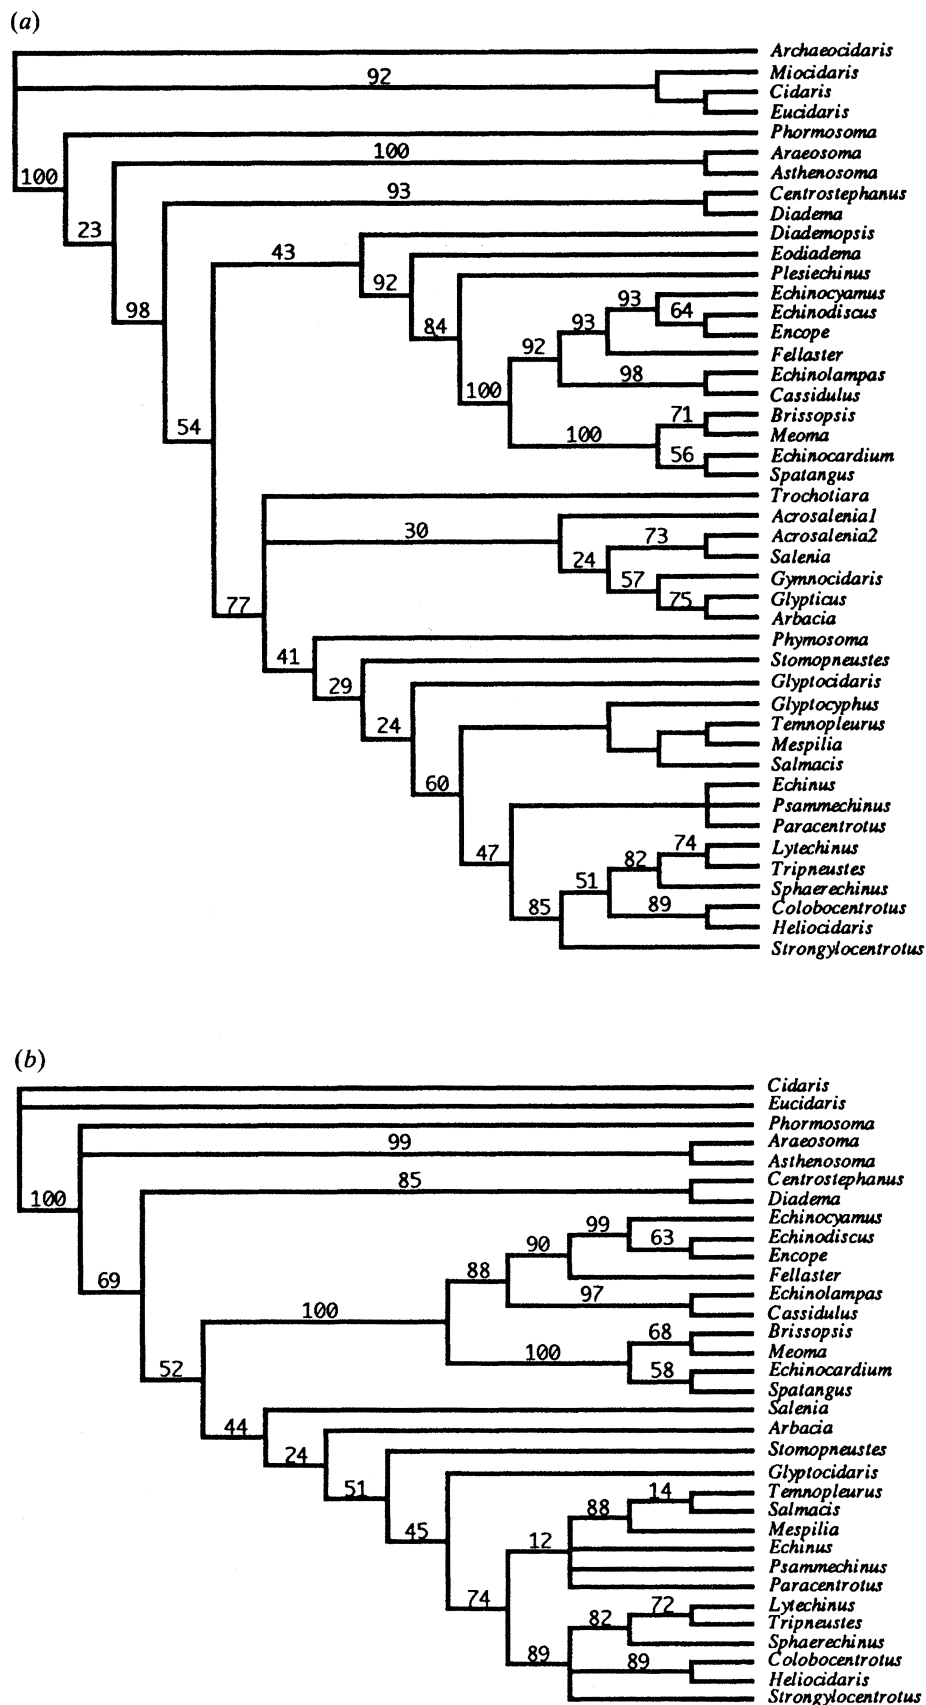 (a)
Archaeocidaris
92
Miocidaris
Cidaris
Eucidaris
Phormosoma
100
100
Araeosoma
Asthenosoma
93
Centrostephanus
Diadema
23
43
Diademopsis
Eodiadema
92
Plesiechinus
98
93
Echinocyamus
64
Echinodiscus
84
93
Encope
92
Fellaster
98
Echinolampas
100
Cassidulus
71
Brissopsis
54
100
Meoma
56
Echinocardium
Spatangus
Trochotiara
30
Acrosalenia1
73
Acrosalenia2
24
Salenia
57
Gymnocidaris
77
75
Glypticus
Arbacia
41
Phymosoma
29
Stomopneustes
Glyptocidaris
24
Glyptocyphus
Temnopleurus
Mespilia
Salmacis
60
Echinus
Psammechinus
Paracentrotus
47
74
Lytechinus
82
Tripneustes
51
Sphaerechinus
85
89
Colobocentrotus
Heliocidaris
Strongylocentrotus
(b)
Cidaris
Eucidaris
Phormosoma
99
Araeosoma
Asthenosoma
100
85
Centrostephanus
Diadema
99
Echinocyamus
63
Echinodiscus
90
Encope
69
88
Fellaster
97
Echinolampas
100
Cassidulus
68
Brissopsis
100
Meoma
52
58
Echinocardium
Spatangus
44
Salenia
24
Arbacia
Stomopneustes
51
Glyptocidaris
14
Temnopleurus
88
Salmacis
45
Mespilia
12
Echinus
Psammechinus
Paracentrotus
74
72
Lytechinus
82
Tripneustes
Sphaerechinus
89
89
Colobocentrotus
Heliocidaris
Strongylocentrotus